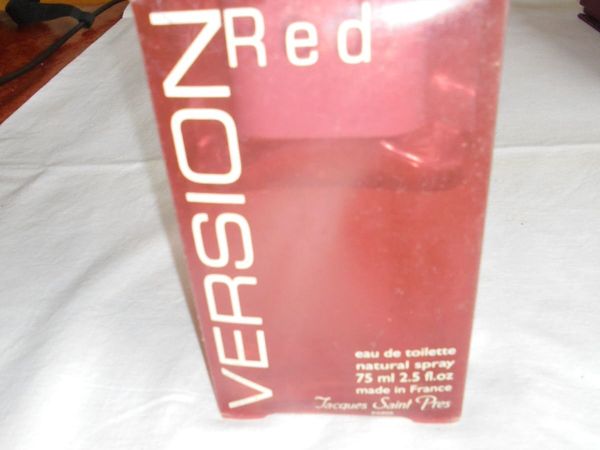 VERSION
Red
eau de toilette
natural spray
75 ml 2.5 fl.oz
made in France
Jacques Saint Pres
PARIS